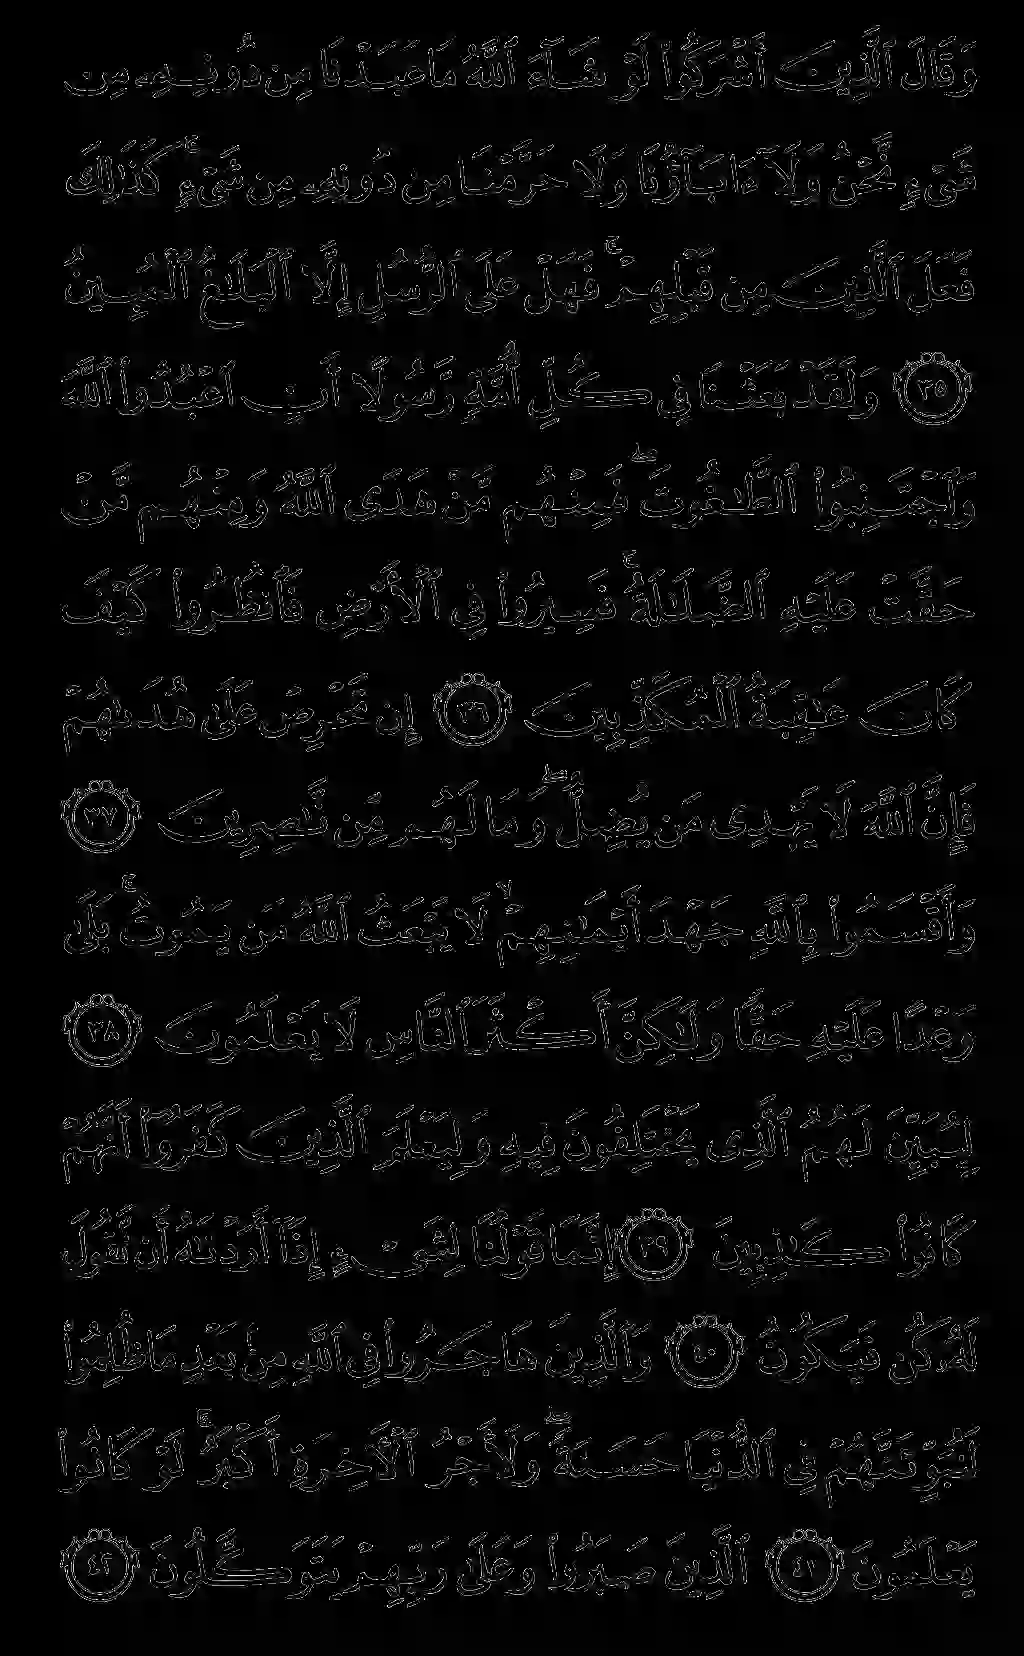 وَقَالَ ٱلَّذِينَ أَشْرَكُوا۟ لَوْ شَآءَ ٱللَّهُ مَا عَبَدْنَا مِن دُونِهِۦ مِن
شَىْءٍ نَّحْنُ وَلَآ ءَابَآؤُنَا وَلَا حَرَّمْنَا مِن دُونِهِۦ مِن شَىْءٍ ۚ كَذَٰلِكَ
فَعَلَ ٱلَّذِينَ مِن قَبْلِهِمْ ۚ فَهَلْ عَلَى ٱلرُّسُلِ إِلَّا ٱلْبَلَٰغُ ٱلْمُبِينُ
٣٥ وَلَقَدْ بَعَثْنَا فِى كُلِّ أُمَّةٍ رَّسُولًا أَنِ ٱعْبُدُوا۟ ٱللَّهَ
وَٱجْتَنِبُوا۟ ٱلطَّٰغُوتَ ۖ فَمِنْهُم مَّنْ هَدَى ٱللَّهُ وَمِنْهُم مَّنْ
حَقَّتْ عَلَيْهِ ٱلضَّلَٰلَةُ ۚ فَسِيرُوا۟ فِى ٱلْأَرْضِ فَٱنظُرُوا۟ كَيْفَ
كَانَ عَٰقِبَةُ ٱلْمُكَذِّبِينَ ٣٦ إِن تَحْرِصْ عَلَىٰ هُدَىٰهُمْ
فَإِنَّ ٱللَّهَ لَا يَهْدِى مَن يُضِلُّ ۖ وَمَا لَهُم مِّن نَّٰصِرِينَ ٣٧
وَأَقْسَمُوا۟ بِٱللَّهِ جَهْدَ أَيْمَٰنِهِمْ ۙ لَا يَبْعَثُ ٱللَّهُ مَن يَمُوتُ ۚ بَلَىٰ
وَعْدًا عَلَيْهِ حَقًّا وَلَٰكِنَّ أَكْثَرَ ٱلنَّاسِ لَا يَعْلَمُونَ ٣٨
لِيُبَيِّنَ لَهُمُ ٱلَّذِى يَخْتَلِفُونَ فِيهِ وَلِيَعْلَمَ ٱلَّذِينَ كَفَرُوٓا۟ أَنَّهُمْ
كَانُوا۟ كَٰذِبِينَ ٣٩ إِنَّمَا قَوْلُنَا لِشَىْءٍ إِذَآ أَرَدْنَٰهُ أَن نَّقُولَ
لَهُۥ كُن فَيَكُونُ ٤٠ وَٱلَّذِينَ هَاجَرُوا۟ فِى ٱللَّهِ مِنۢ بَعْدِ مَا ظُلِمُوا۟
لَنُبَوِّئَنَّهُمْ فِى ٱلدُّنْيَا حَسَنَةً ۖ وَلَأَجْرُ ٱلْءَاخِرَةِ أَكْبَرُ ۚ لَوْ كَانُوا۟
يَعْلَمُونَ ٤١ ٱلَّذِينَ صَبَرُوا۟ وَعَلَىٰ رَبِّهِمْ يَتَوَكَّلُونَ ٤٢